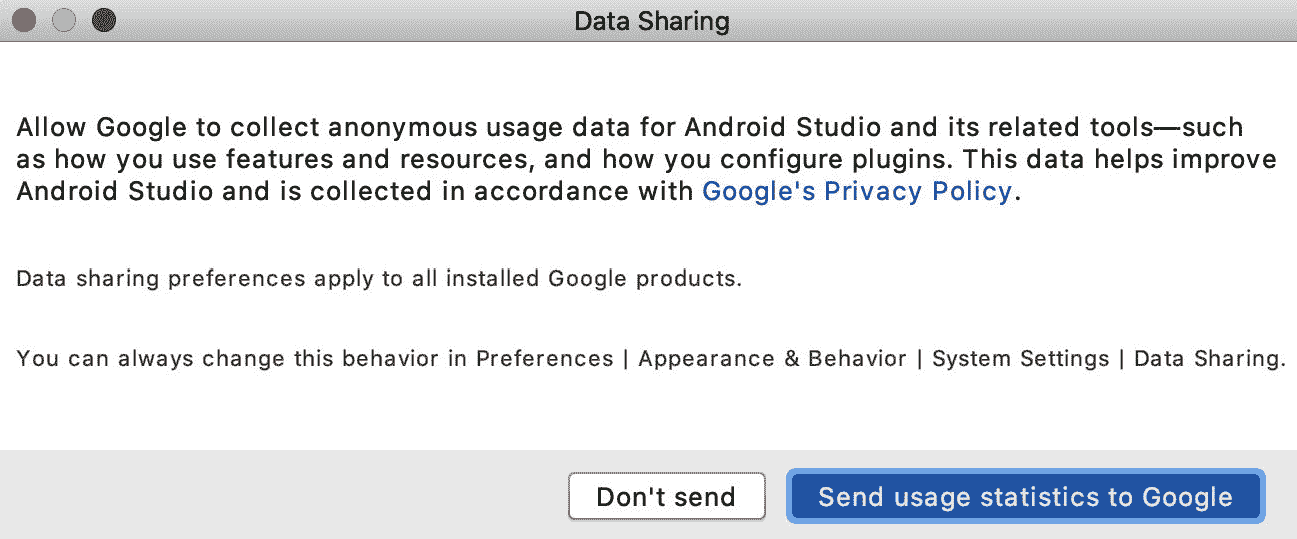 Data Sharing
Allow Google to collect anonymous usage data for Android Studio and its related tools—such
as how you use features and resources, and how you configure plugins. This data helps improve
Android Studio and is collected in accordance with Google's Privacy Policy.
Data sharing preferences apply to all installed Google products.
You can always change this behavior in Preferences | Appearance & Behavior | System Settings | Data Sharing.
Don't send
Send usage statistics to Google